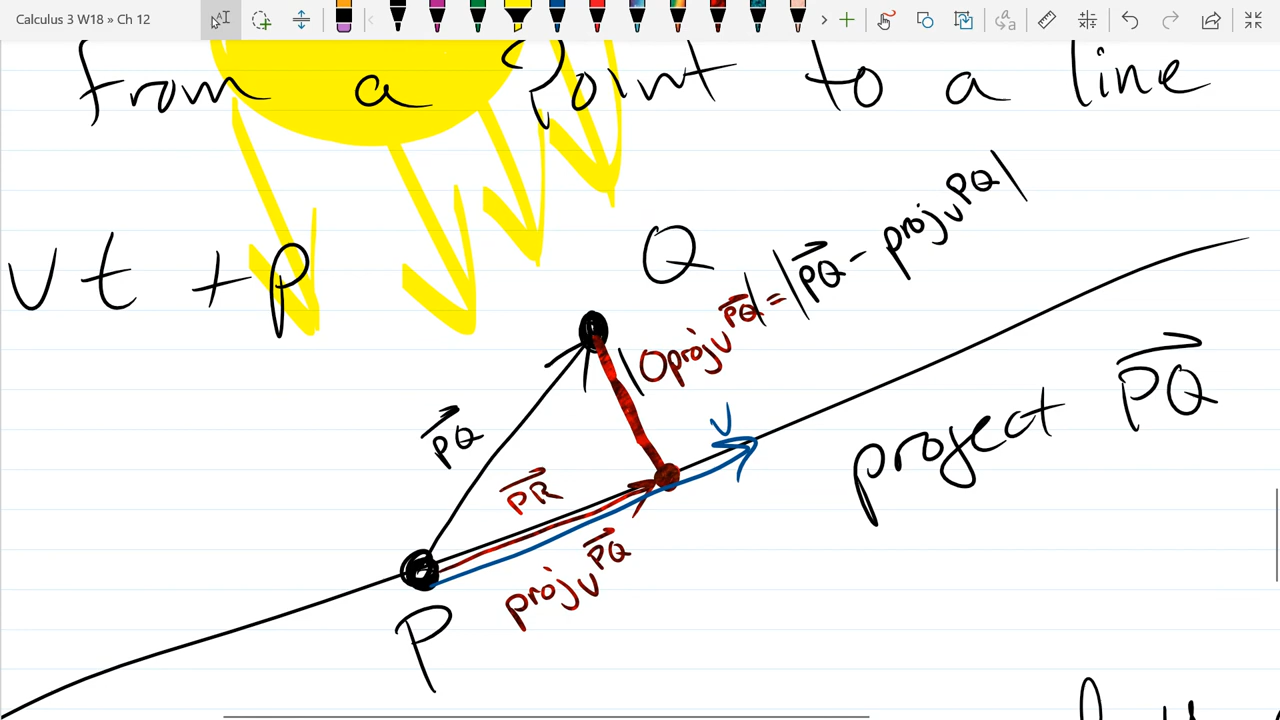 Calculus 3 W18 » Ch 12
from a point to a line
|Oproj_v PQ| = |PQ - proj_v PQ|
Q
vt + p
v
PQ
project PQ
PR
proj_v PQ
P